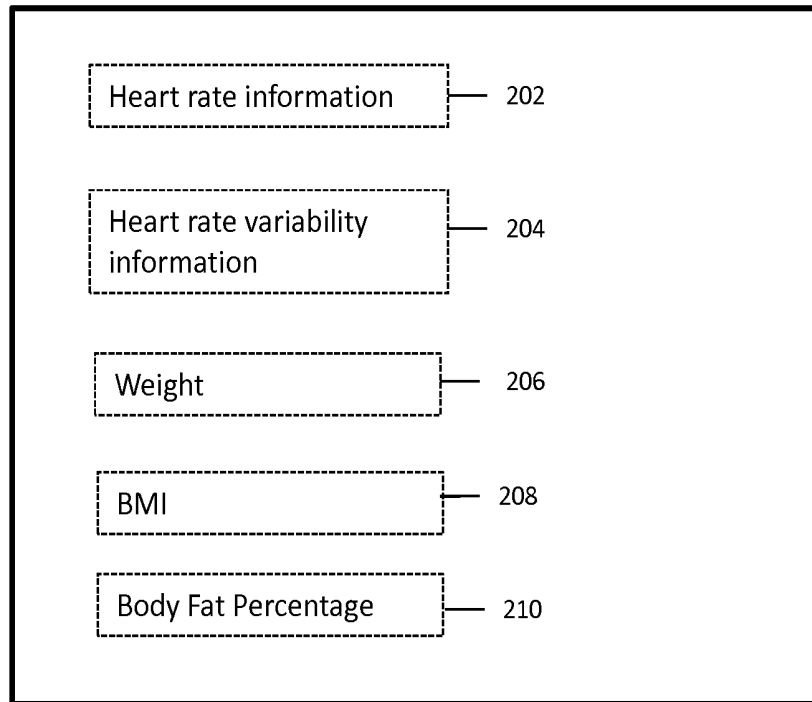 Heart rate information 202
Heart rate variability 204
information
Weight 206
BMI 208
Body Fat Percentage 210